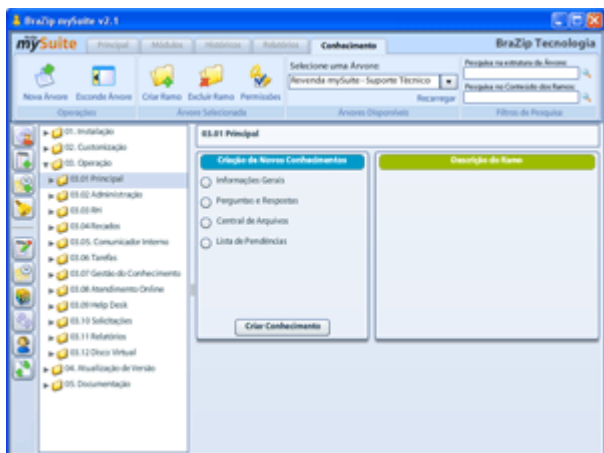 BraZip mySuite v2.1
mySuite Principal Módulos Históricos Relatórios Conhecimento BraZip Tecnologia
Selecione uma Árvore:
Pesquisa na estrutura da Árvore:
Revenda mySuite - Suporte Técnico
Pesquisa no Conteúdo dos Ramos:
Nova Árvore Esconde Árvore Criar Ramo Excluir Ramo Permissões
Recarregar
Operações Árvore Selecionada Árvores Disponíveis Filtros de Pesquisa
01. Instalação
02. Customização
03. Operação
03.01 Principal
03.02 Administração
03.03 RH
03.04 Recados
03.05. Comunicador Interno
03.06 Tarefas
03.07 Gestão do Conhecimento
03.08 Atendimento Online
03.09 Help Desk
03.10 Solicitações
03.11 Relatórios
03.12 Disco Virtual
04. Atualização de Versão
05. Documentação
03.01 Principal
Criação de Novos Conhecimentos
Informações Gerais
Perguntas e Respostas
Central de Arquivos
Lista de Pendências
Criar Conhecimento
Descrição do Ramo